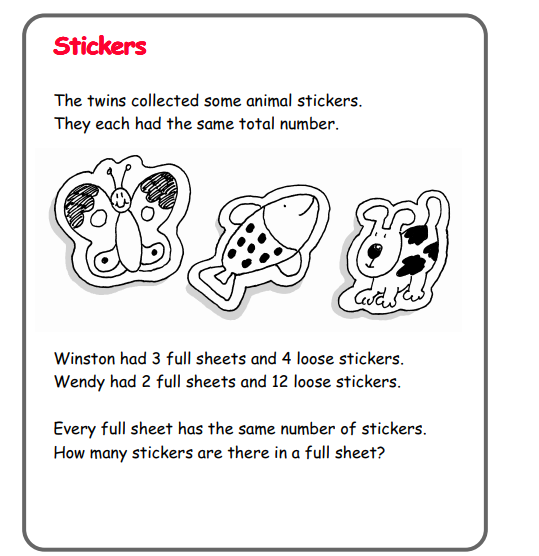 Stickers
The twins collected some animal stickers.
They each had the same total number.
Winston had 3 full sheets and 4 loose stickers.
Wendy had 2 full sheets and 12 loose stickers.
Every full sheet has the same number of stickers.
How many stickers are there in a full sheet?